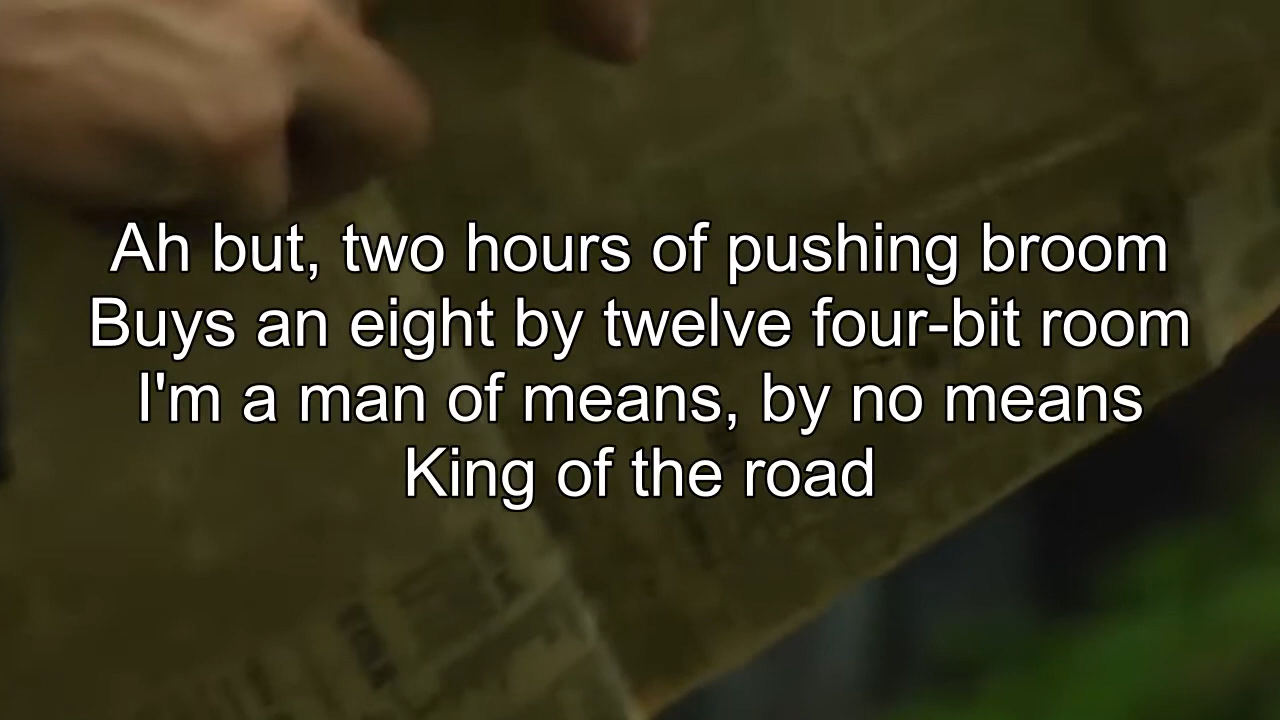 Ah but, two hours of pushing broom
Buys an eight by twelve four-bit room
I'm a man of means, by no means
King of the road